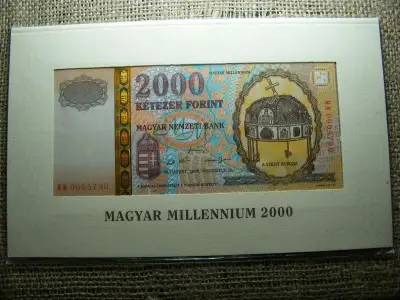 MAGYAR MILLENNIUM
2000
KÉTEZER FORINT
MAGYAR NEMZETI BANK
A SZENT KORONA
MAGYAR MILLENNIUM 2000